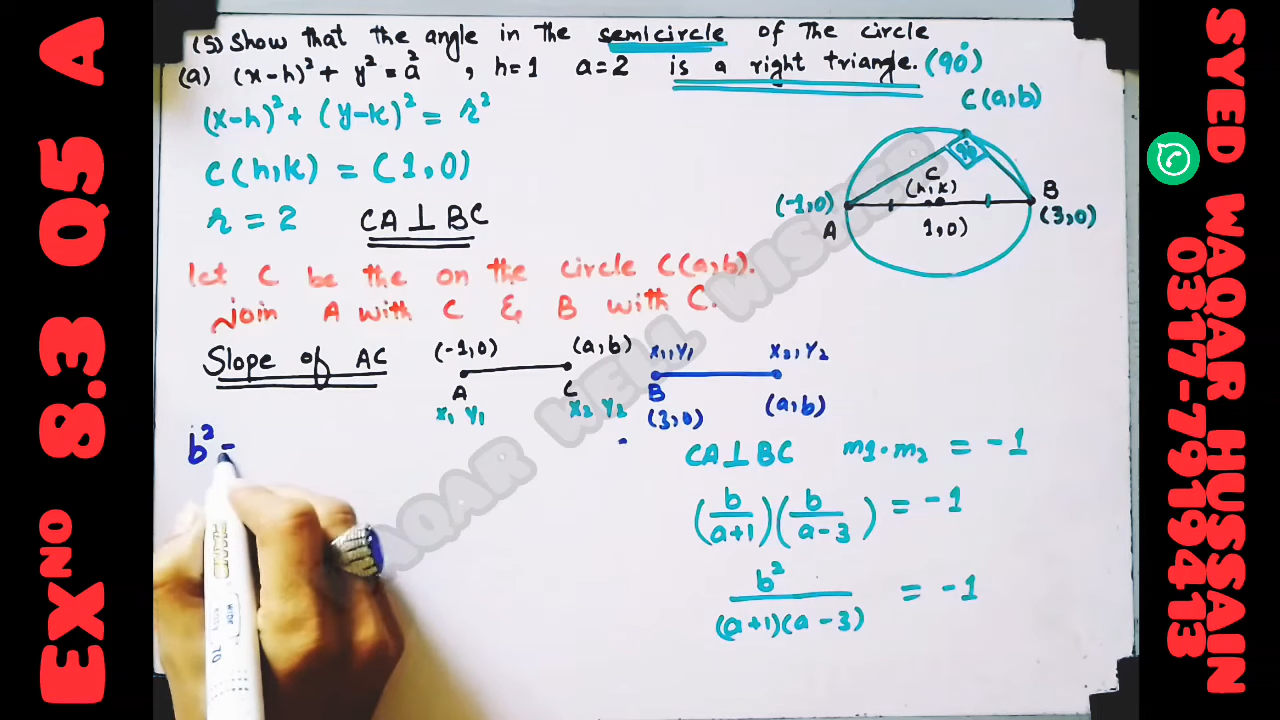 (5) Show that the angle in the semicircle of the circle
(a) (x-h)² + y² = a² , h=1 a=2 is a right triangle. (90°)
(x-h)² + (y-k)² = r²
c(h,k) = (1,0)
r = 2 CA ⊥ BC
C(a,b)
90°
C
(h,k)
(-1,0)
A
1,0)
B
(3,0)
let C be the on the circle C(a,b).
join A with C & B with C.
Slope of AC
(-1,0) (a,b)
A C
x₁ y₁ x₂ y₂
x₁,y₁ x₂,y₂
B
(3,0) (a,b)
b² =
CA ⊥ BC m1·m2 = -1
(b/a+1)(b/a-3) = -1
b²/(a+1)(a-3) = -1
WAQAR WELL WISHER
EXNO 8.3 Q5 A
SYED WAQAR HUSSAIN
0317-7919413
70